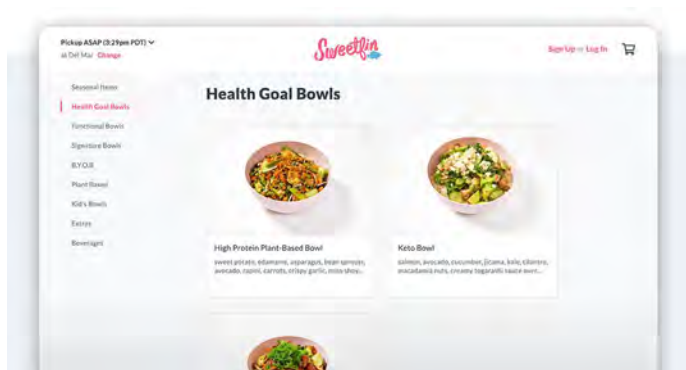 Pickup ASAP (3:29pm PDT)
at Del Mar Change
Sweetfin
Sign Up or Log In
Seasonal Items
Health Goal Bowls
Functional Bowls
Signature Bowls
B.Y.O.B
Plant Based
Kid's Bowls
Extras
Beverages
Health Goal Bowls
High Protein Plant-Based Bowl
sweet potato, edamame, asparagus, bean sprouts,
avocado, carrots, crispy garlic, miso
Keto Bowl
salmon, avocado, cucumber, jicama, kale, cilantro,
macadamia nuts, creamy togarashi sauce